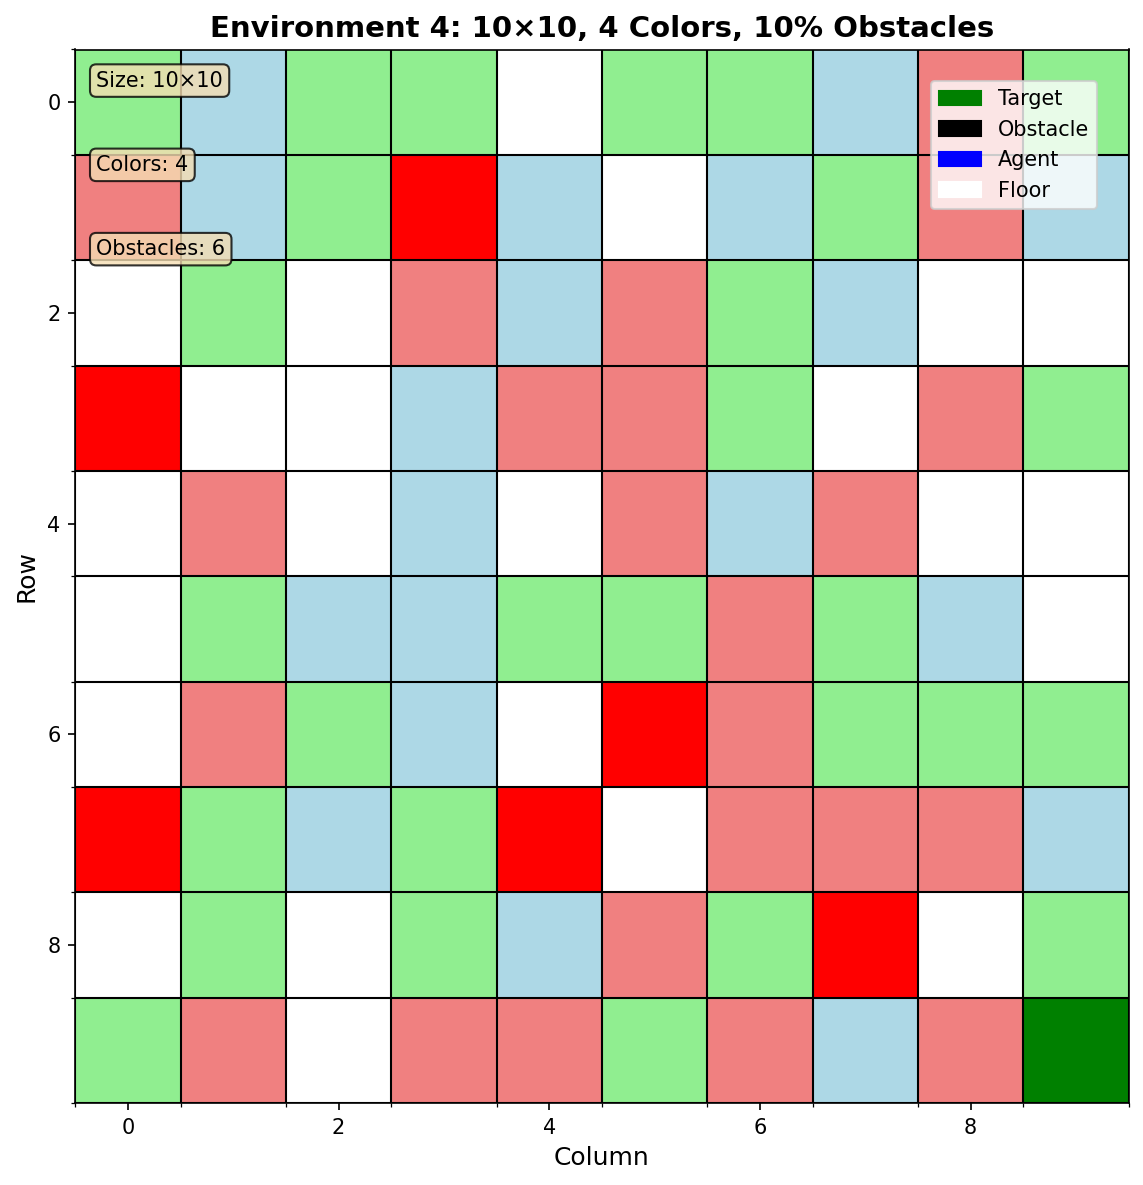 Environment 4: 10×10, 4 Colors, 10% Obstacles
Size: 10×10
Colors: 4
Obstacles: 6
Target
Obstacle
Agent
Floor
0
2
4
6
8
Row
0
2
4
6
8
Column